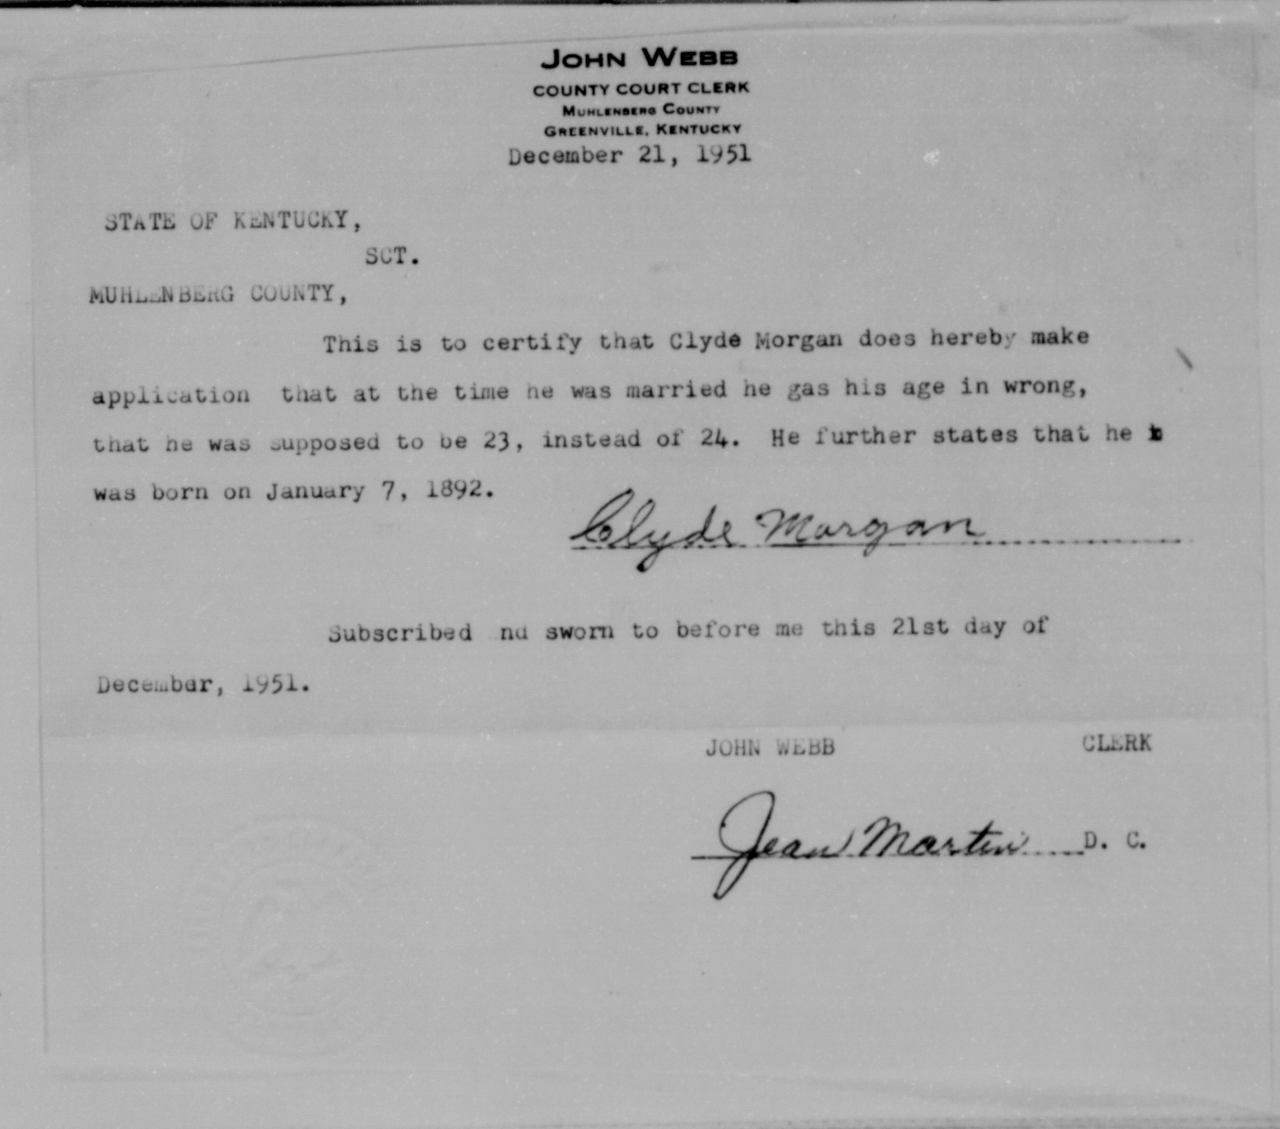 JOHN WEBB
COUNTY COURT CLERK
MUHLENBERG COUNTY
GREENVILLE, KENTUCKY
December 21, 1951
STATE OF KENTUCKY,
SCT.
MUHLENBERG COUNTY,
This is to certify that Clyde Morgan does hereby make
application that at the time he was married he gas his age in wrong,
that he was supposed to be 23, instead of 24. He further states that he
was born on January 7, 1892.
Clyde Morgan
Subscribed nd sworn to before me this 21st day of
December, 1951.
JOHN WEBB CLERK
Jean Martin D. C.